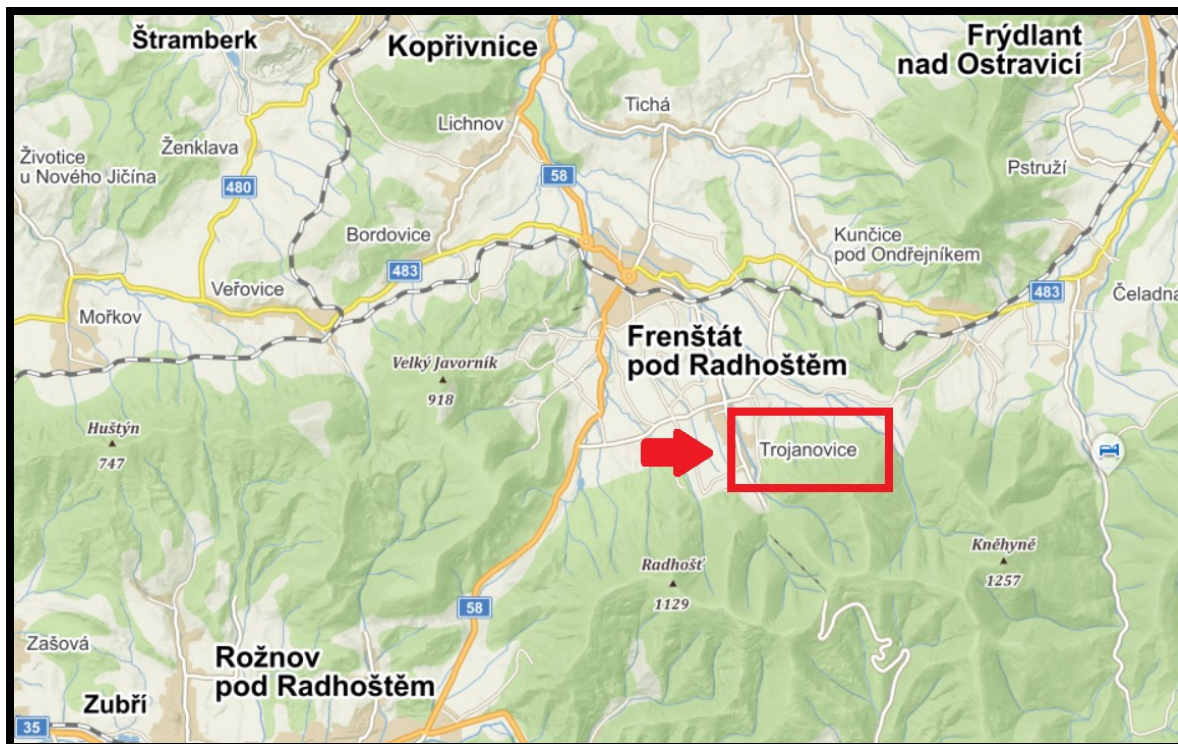 Štramberk
Kopřivnice
Frýdlant
nad Ostravicí
Tichá
Lichnov
Ženklava
Životice
u Nového Jičína
Pstruží
58
480
Bordovice
Kunčice
pod Ondřejníkem
483
Veřovice
483
Čeladná
Mořkov
Frenštát
pod Radhoštěm
Velký Javorník
918
Huštýn
747
Trojanovice
Kněhyně
1257
Radhošť
1129
58
Zašová
Rožnov
pod Radhoštěm
Zubří
35